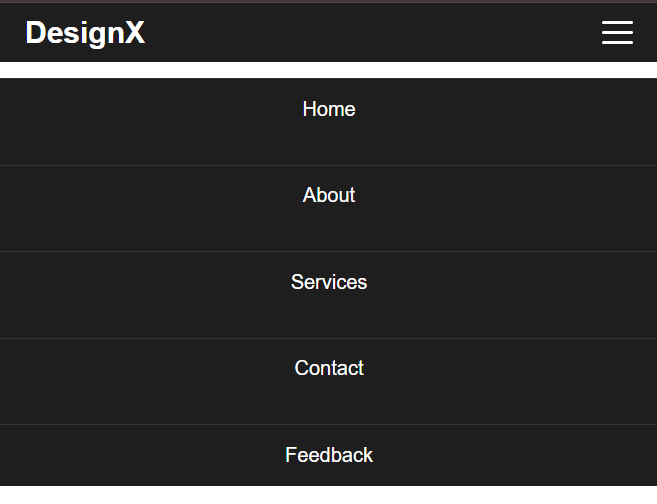 DesignX
Home
About
Services
Contact
Feedback